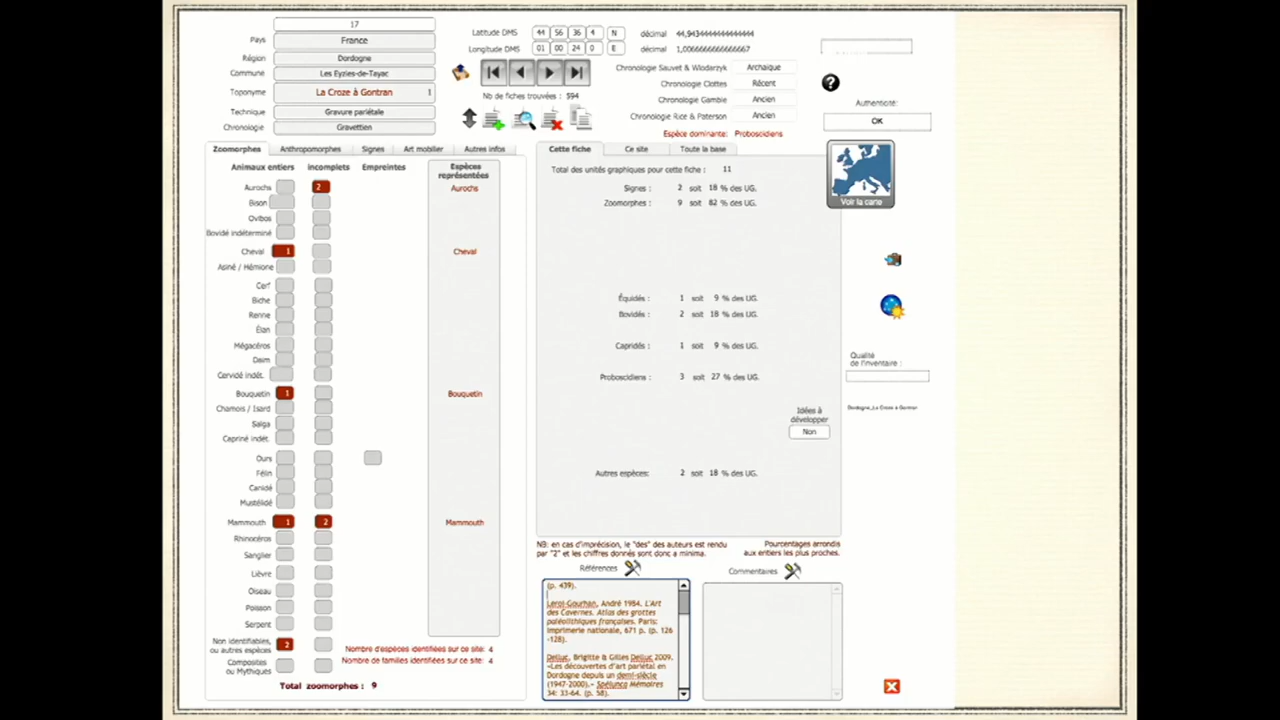 17
Pays France
Région Dordogne
Commune Les Eyzies-de-Tayac
Toponyme La Croze à Gontran 1
Technique Gravure pariétale
Chronologie Gravettien
Latitude DMS 44 56 36 4 N décimal 44,9434444444444444
Longitude DMS 01 00 24 0 E décimal 1,0066666666666667
Nb de fiches trouvées : 594
Chronologie Sauvet & Wlodarzyk Archaïque
Chronologie Clottes Récent
Chronologie Gamble Ancien
Chronologie Rice & Paterson Ancien
Espèce dominante: Proboscidiens
?
Authenticité:
OK
Voir la carte
Zoomorphes Anthropomorphes Signes Art mobilier Autres infos
Animaux entiers incomplets Empreintes Espèces
représentées
Aurochs 2 Aurochs
Bison
Ovibos
Bovidé indéterminé
Cheval 1 Cheval
Asiné / Hémione
Cerf
Biche
Renne
Élan
Mégacéros
Daim
Cervidé indét.
Bouquetin 1 Bouquetin
Chamois / Isard
Saïga
Capriné indét.
Ours
Félin
Canidé
Mustélidé
Mammouth 1 2 Mammouth
Rhinocéros
Sanglier
Lièvre
Oiseau
Poisson
Serpent
Non identifiables,
ou autres espèces 2
Composites
ou Mythiques
Nombre d'espèces identifiées sur ce site: 4
Nombre de familles identifiées sur ce site: 4
Total zoomorphes : 9
Cette fiche Ce site Toute la base
Total des unités graphiques pour cette fiche : 11
Signes : 2 soit 18 % des UG.
Zoomorphes : 9 soit 82 % des UG.
Équidés : 1 soit 9 % des UG.
Bovidés : 2 soit 18 % des UG.
Capridés : 1 soit 9 % des UG.
Proboscidiens : 3 soit 27 % des UG.
Idées à
développer
Non
Autres espèces: 2 soit 18 % des UG.
NB: en cas d'imprécision, le "des" des auteurs est rendu
par "2" et les chiffres donnés sont donc a minima.
Pourcentages arrondis
aux entiers les plus proches.
Références
(p. 439).
Leroi-Gourhan, André 1984. L'Art
des Cavernes. Atlas des grottes
paléolithiques françaises. Paris:
Imprimerie nationale, 671 p. (p. 126
-128).
Delluc, Brigitte & Gilles Delluc 2009.
«Les découvertes d'art pariétal en
Dordogne depuis un demi-siècle
(1947-2000).» Spelunca Mémoires
34: 33-64. (p. 58).
Commentaires
Qualité
de l'inventaire :
Dordogne_La Croze à Gontran